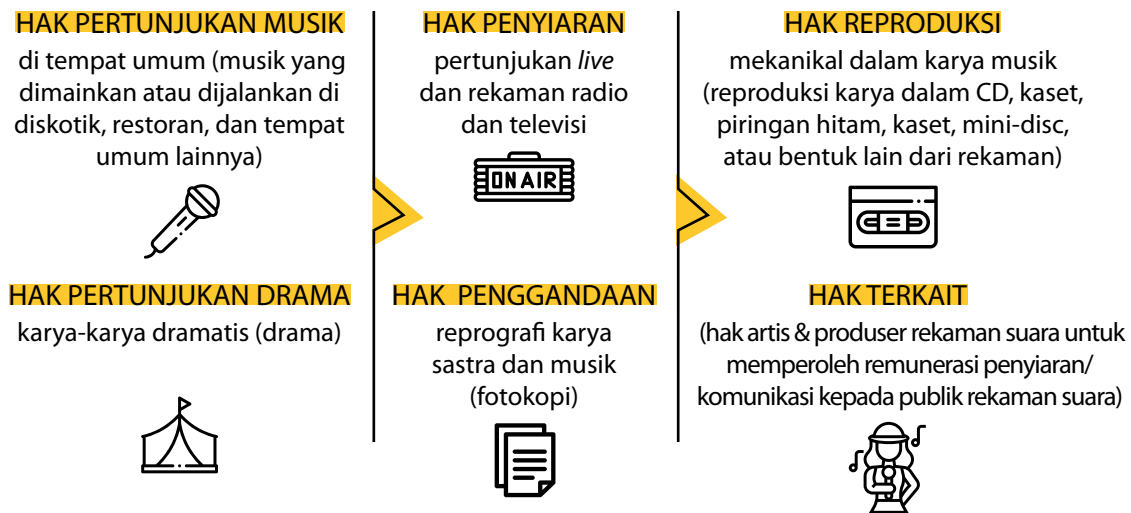 HAK PERTUNJUKAN MUSIK
di tempat umum (musik yang
dimainkan atau dijalankan di
diskotik, restoran, dan tempat
umum lainnya)
HAK PERTUNJUKAN DRAMA
karya-karya dramatis (drama)
HAK PENYIARAN
pertunjukan live
dan rekaman radio
dan televisi
ON AIR
HAK PENGGANDAAN
reprografi karya
sastra dan musik
(fotokopi)
HAK REPRODUKSI
mekanikal dalam karya musik
(reproduksi karya dalam CD, kaset,
piringan hitam, kaset, mini-disc,
atau bentuk lain dari rekaman)
HAK TERKAIT
(hak artis & produser rekaman suara untuk
memperoleh remunerasi penyiaran/
komunikasi kepada publik rekaman suara)